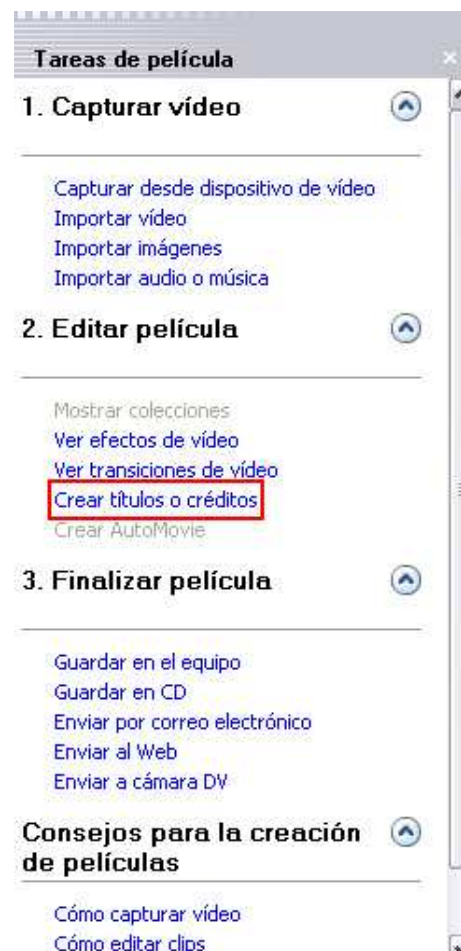 Tareas de película
1. Capturar vídeo
Capturar desde dispositivo de vídeo
Importar vídeo
Importar imágenes
Importar audio o música
2. Editar película
Mostrar colecciones
Ver efectos de vídeo
Ver transiciones de vídeo
Crear títulos o créditos
Crear AutoMovie
3. Finalizar película
Guardar en el equipo
Guardar en CD
Enviar por correo electrónico
Enviar al Web
Enviar a cámara DV
Consejos para la creación
de películas
Cómo capturar vídeo
Cómo editar clips